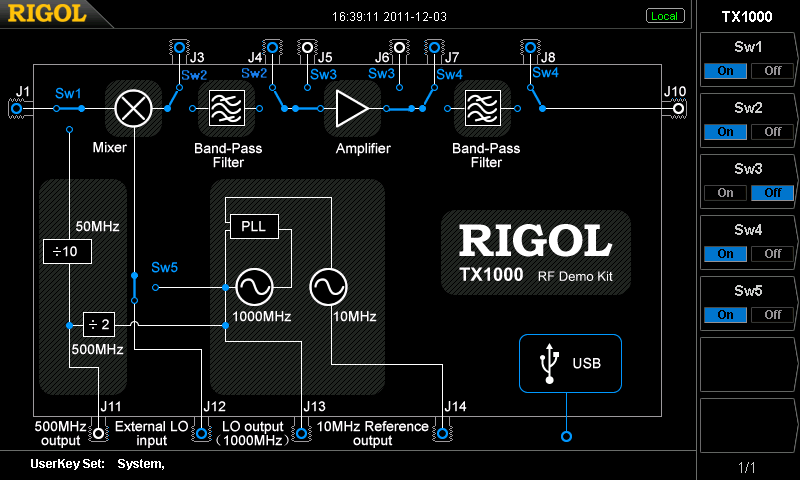 RIGOL
16:39:11 2011-12-03
Local
TX1000
Sw1
On Off
Sw2
On Off
Sw3
On Off
Sw4
On Off
Sw5
On Off
1/1
J1
J3
J4
J5
J6
J7
J8
J10
Sw1
Sw2
Sw2
Sw3
Sw3
Sw4
Sw4
Mixer
Band-Pass
Filter
Amplifier
Band-Pass
Filter
50MHz
÷10
Sw5
÷ 2
500MHz
PLL
1000MHz
10MHz
RIGOL
TX1000 RF Demo Kit
USB
J11
J12
J13
J14
500MHz
output
External LO
input
LO output
(1000MHz)
10MHz Reference
output
UserKey Set: System,